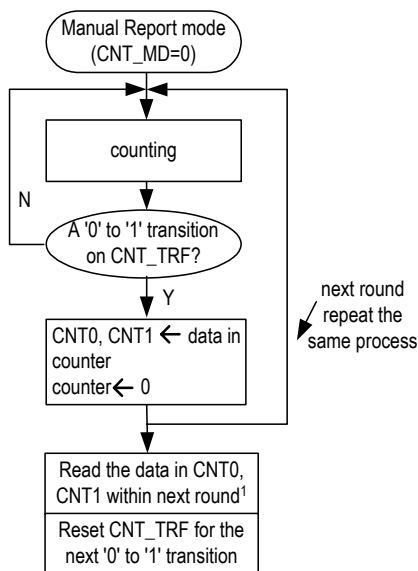 Manual Report mode
(CNT_MD=0)
counting
N
A '0' to '1' transition
on CNT_TRF?
Y
CNT0, CNT1 ← data in
counter
counter ← 0
next round
repeat the
same process
Read the data in CNT0,
CNT1 within next round¹
Reset CNT_TRF for the
next '0' to '1' transition